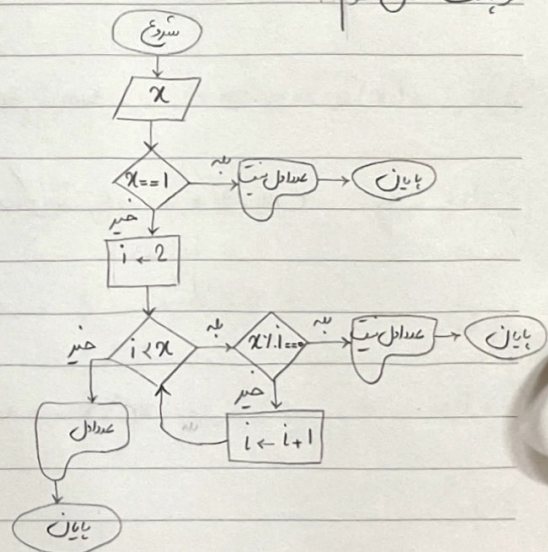 شروع
x
x==1
بله
عدد اول نیست
پایان
خیر
i ← 2
i < x
بله
x%i==0
بله
عدد اول نیست
پایان
خیر
خیر
i ← i+1
عدد اول
پایان